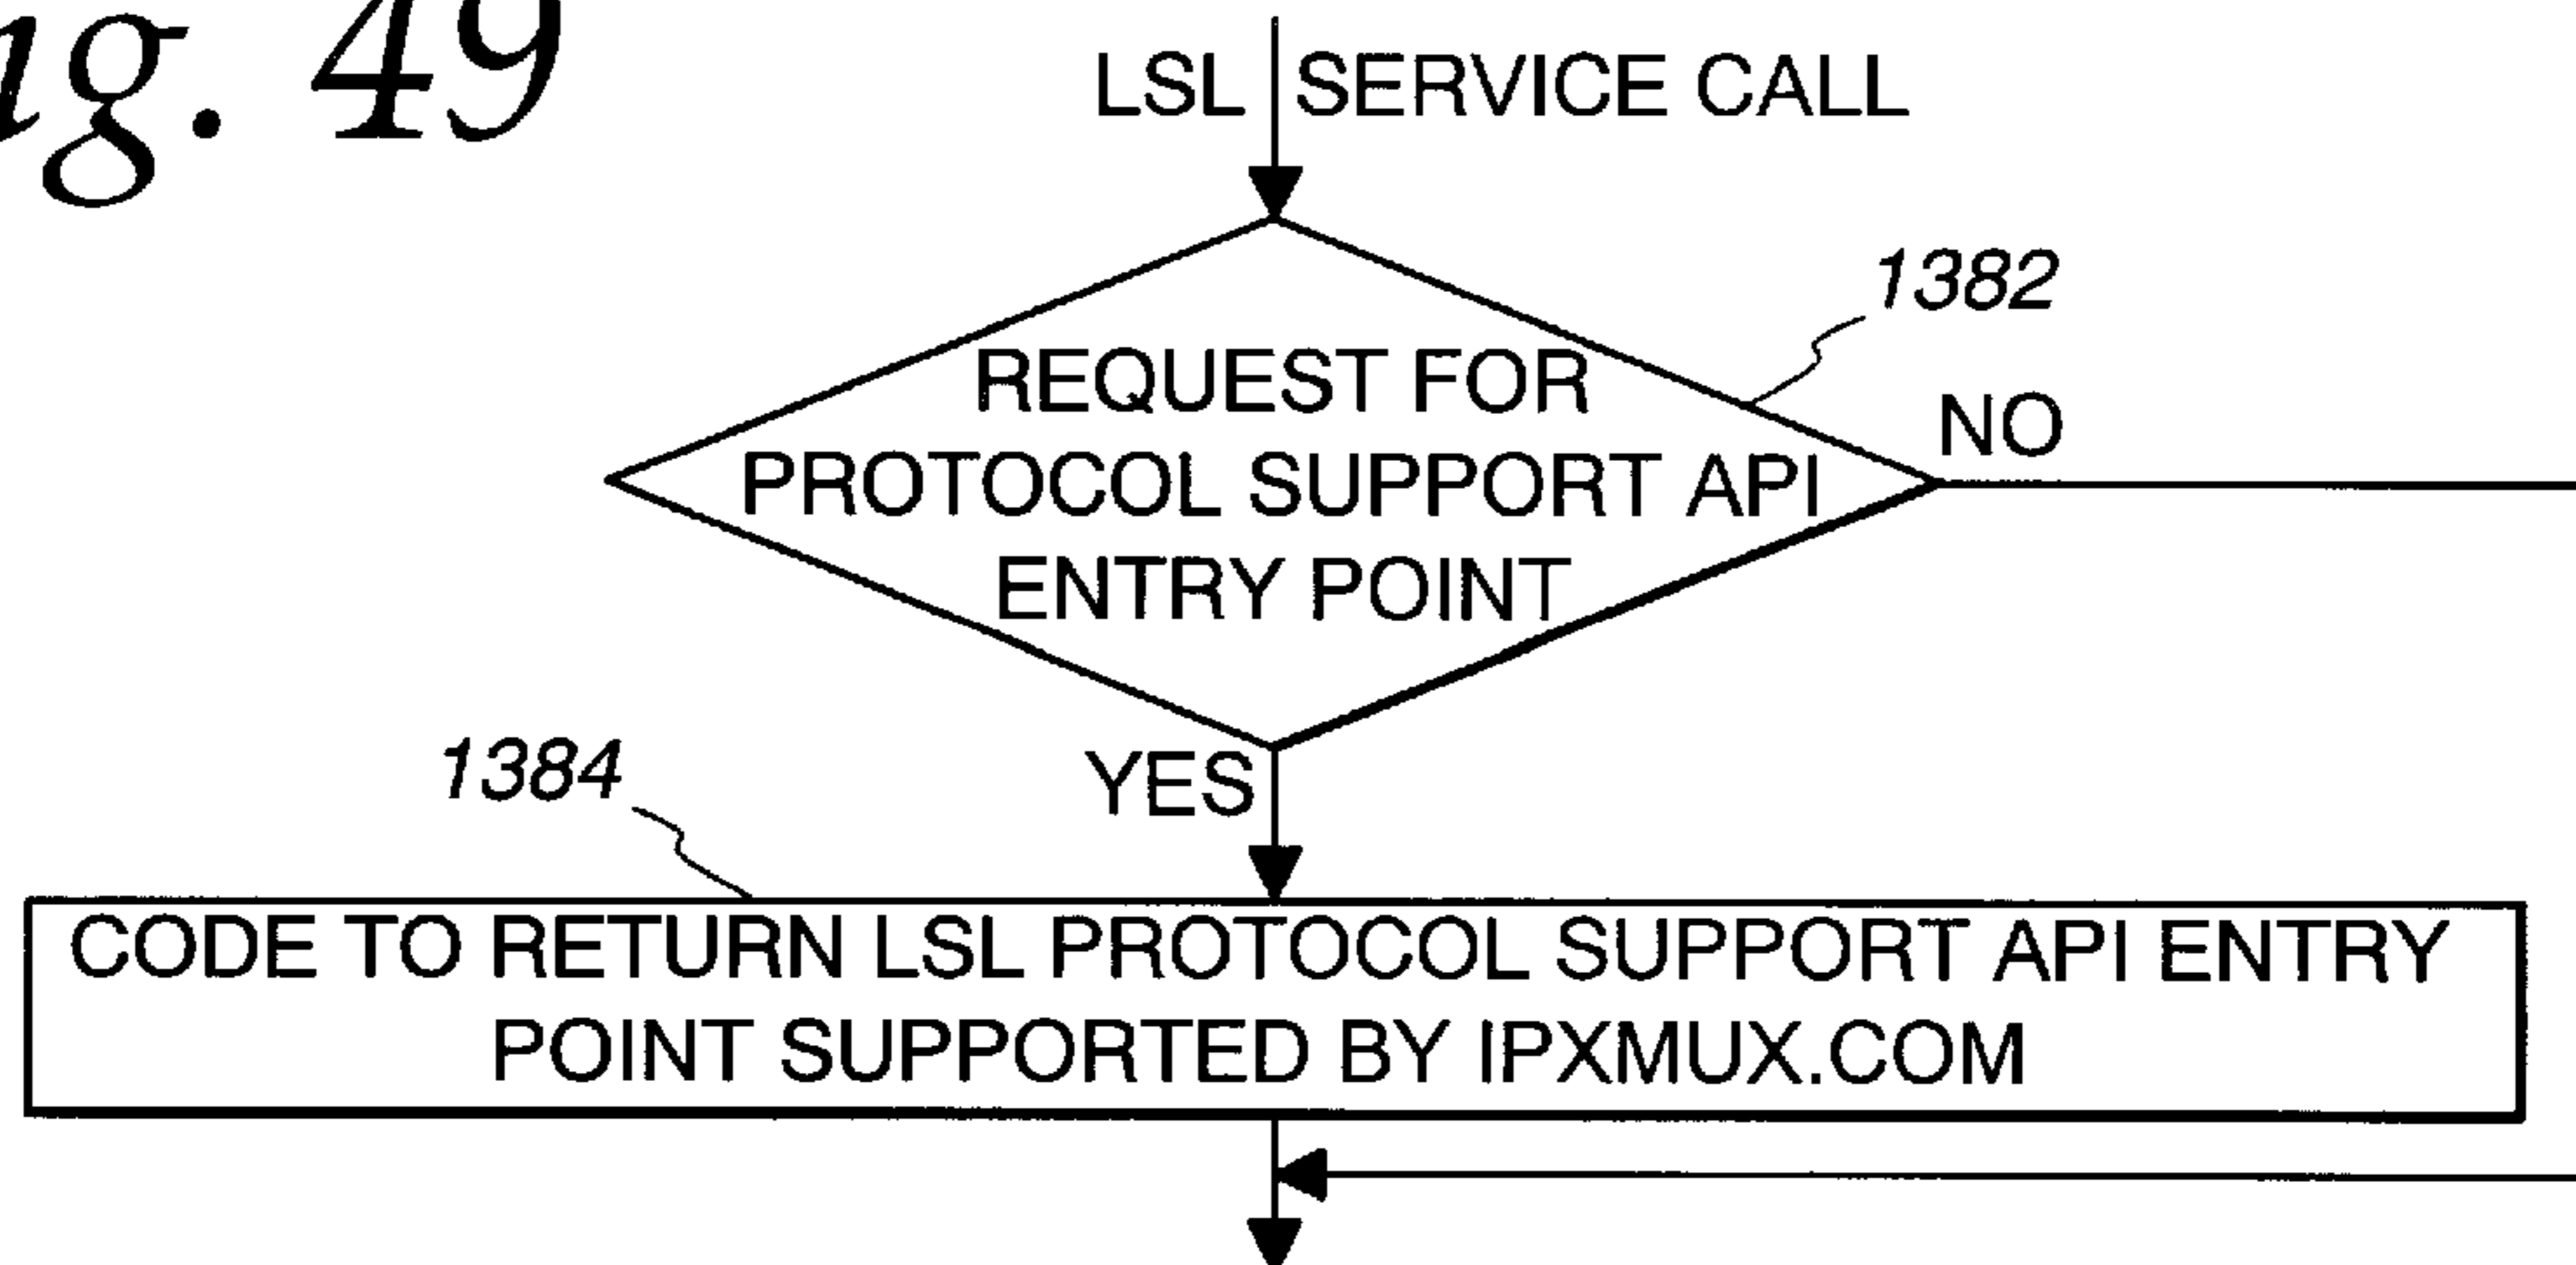 ig. 49
LSL SERVICE CALL
1382
REQUEST FOR
NO
PROTOCOL SUPPORT API
ENTRY POINT
1384
YES
CODE TO RETURN LSL PROTOCOL SUPPORT API ENTRY
POINT SUPPORTED BY IPXMUX.COM